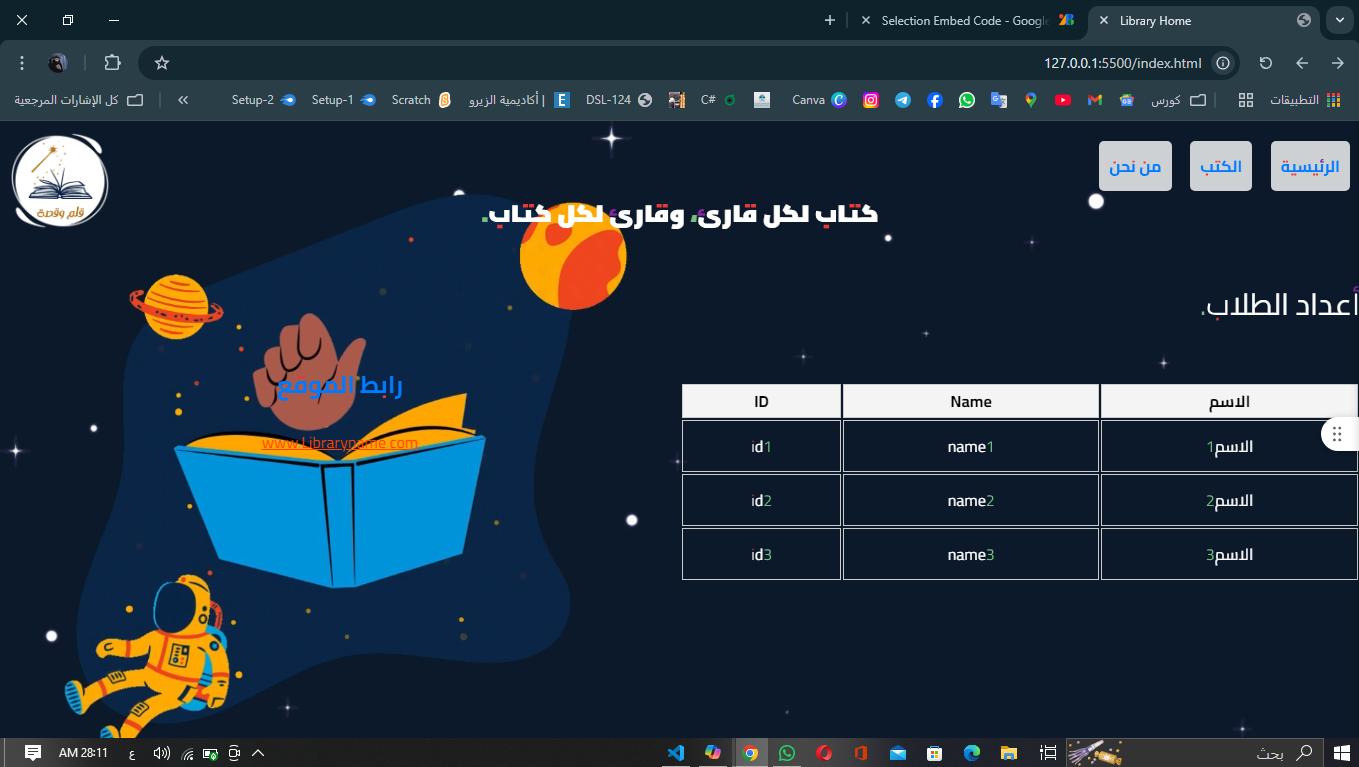 Library Home
Selection Embed Code - Google
127.0.0.1:5500/index.html
التطبيقات
كورس
Canva
C#
DSL-124
أكاديمية الزيرو |
Scratch
Setup-1
Setup-2
كل الإشارات المرجعية
الرئيسية
الكتب
من نحن
قلم وقصة
كتاب لكل قارئ، وقارئ لكل كتاب.
أعداد الطلاب.
الاسم Name ID
الاسم1 name1 id1
الاسم2 name2 id2
الاسم3 name3 id3
رابط الموقع
www.Libraryname.com
بحث
ع
AM 28:11